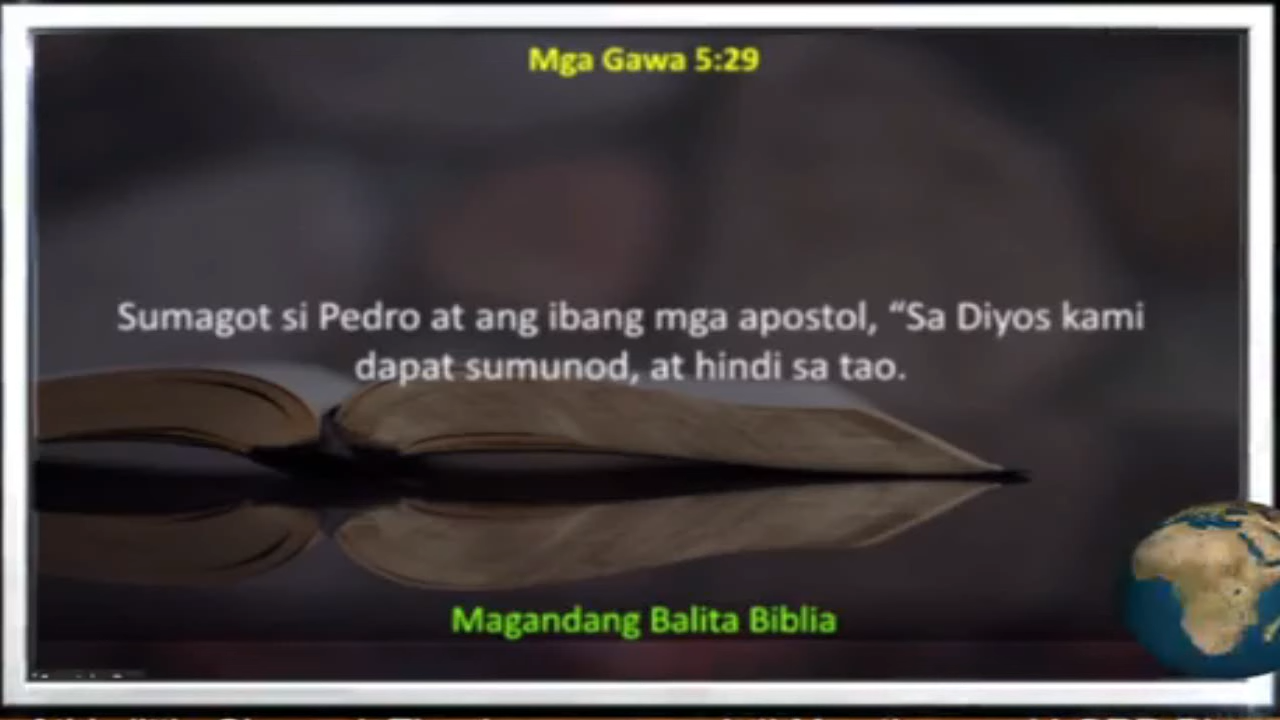 Mga Gawa 5:29
Sumagot si Pedro at ang ibang mga apostol, “Sa Diyos kami
dapat sumunod, at hindi sa tao.
Magandang Balita Biblia